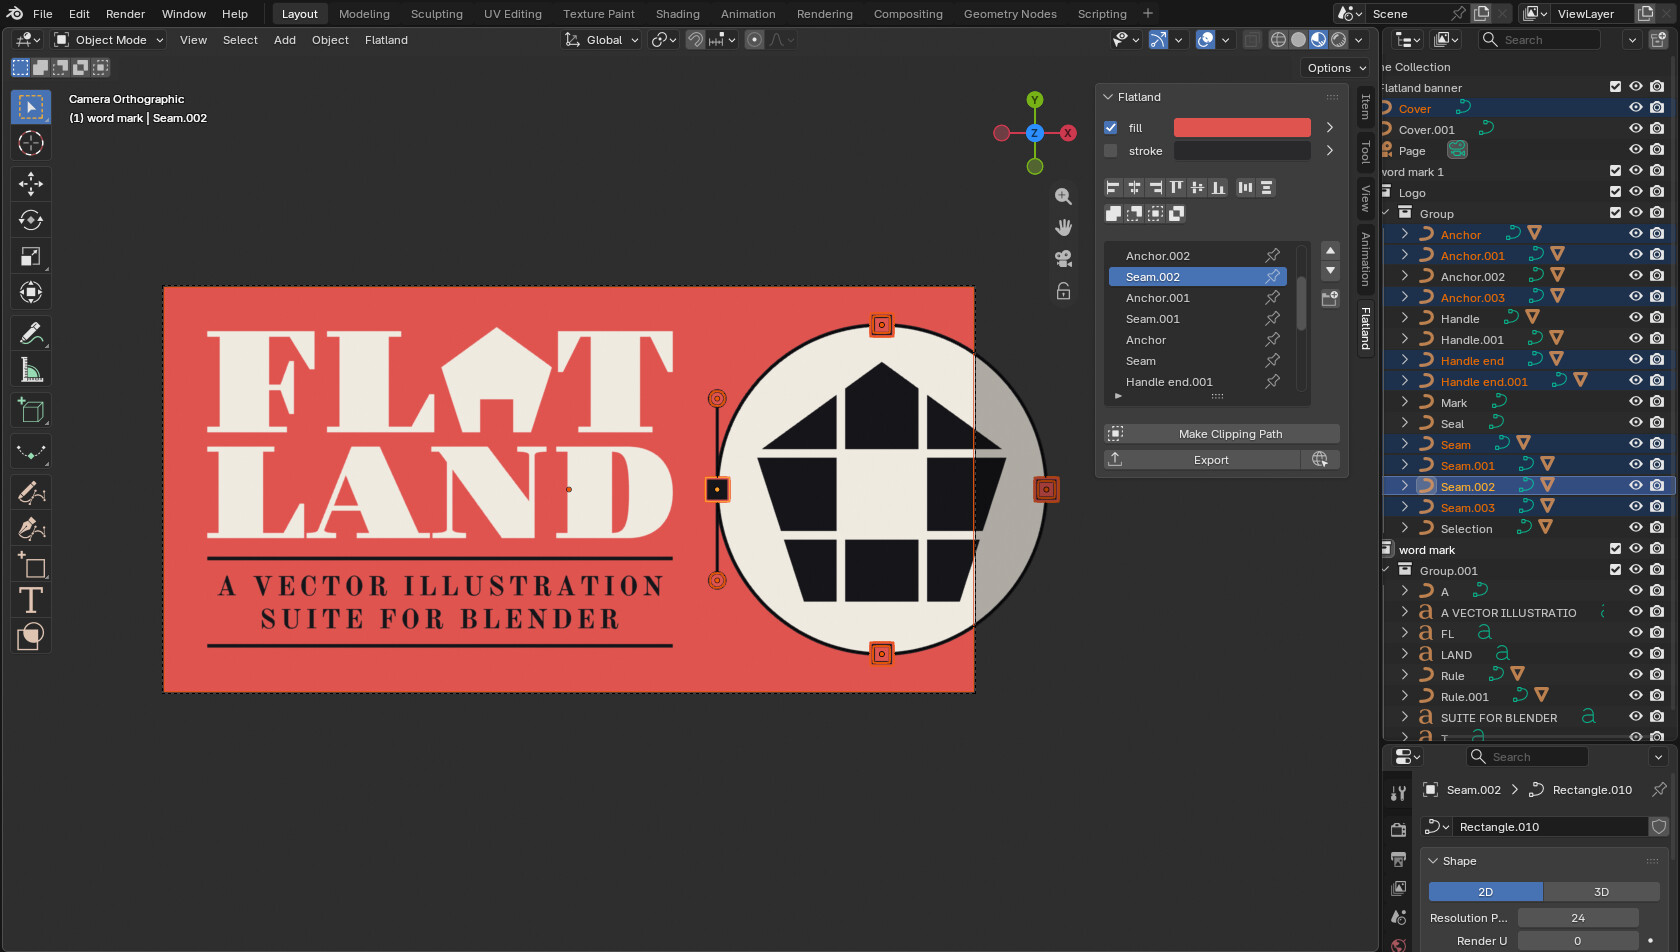 File Edit Render Window Help Layout Modeling Sculpting UV Editing Texture Paint Shading Animation Rendering Compositing Geometry Nodes Scripting + Scene ViewLayer
Object Mode View Select Add Object Flatland Global Search
Options
Camera Orthographic
(1) word mark | Seam.002
Y
Z
X
FLAT
LAND
A VECTOR ILLUSTRATION
SUITE FOR BLENDER
Flatland
fill
stroke
Anchor.002
Seam.002
Anchor.001
Seam.001
Anchor
Seam
Handle end.001
Make Clipping Path
Export
Item
Tool
View
Animation
Flatland
ne Collection
Flatland banner
Cover
Cover.001
Page
word mark 1
Logo
Group
Anchor
Anchor.001
Anchor.002
Anchor.003
Handle
Handle.001
Handle end
Handle end.001
Mark
Seal
Seam
Seam.001
Seam.002
Seam.003
Selection
word mark
Group.001
A
A VECTOR ILLUSTRATIO
FL
LAND
Rule
Rule.001
SUITE FOR BLENDER
T
Search
Seam.002 > Rectangle.010
Rectangle.010
Shape
2D 3D
Resolution P... 24
Render U 0